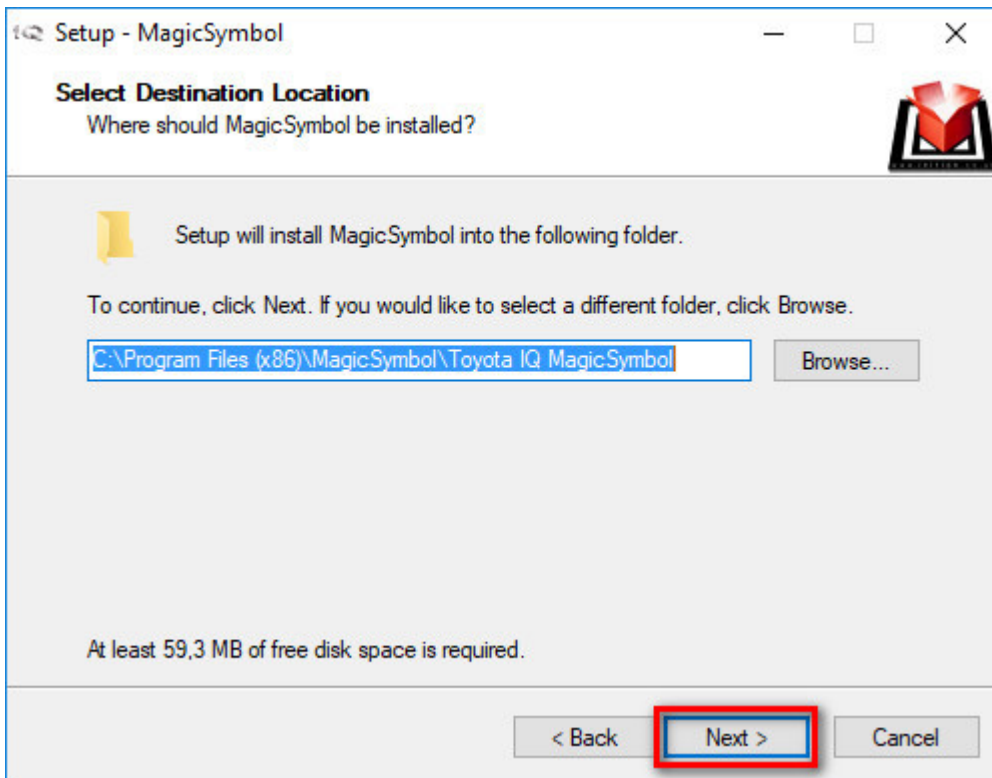 Setup - MagicSymbol
Select Destination Location
Where should MagicSymbol be installed?
Setup will install MagicSymbol into the following folder.
To continue, click Next. If you would like to select a different folder, click Browse.
C:\Program Files (x86)\MagicSymbol\Toyota IQ MagicSymbol
Browse...
At least 59,3 MB of free disk space is required.
< Back
Next >
Cancel